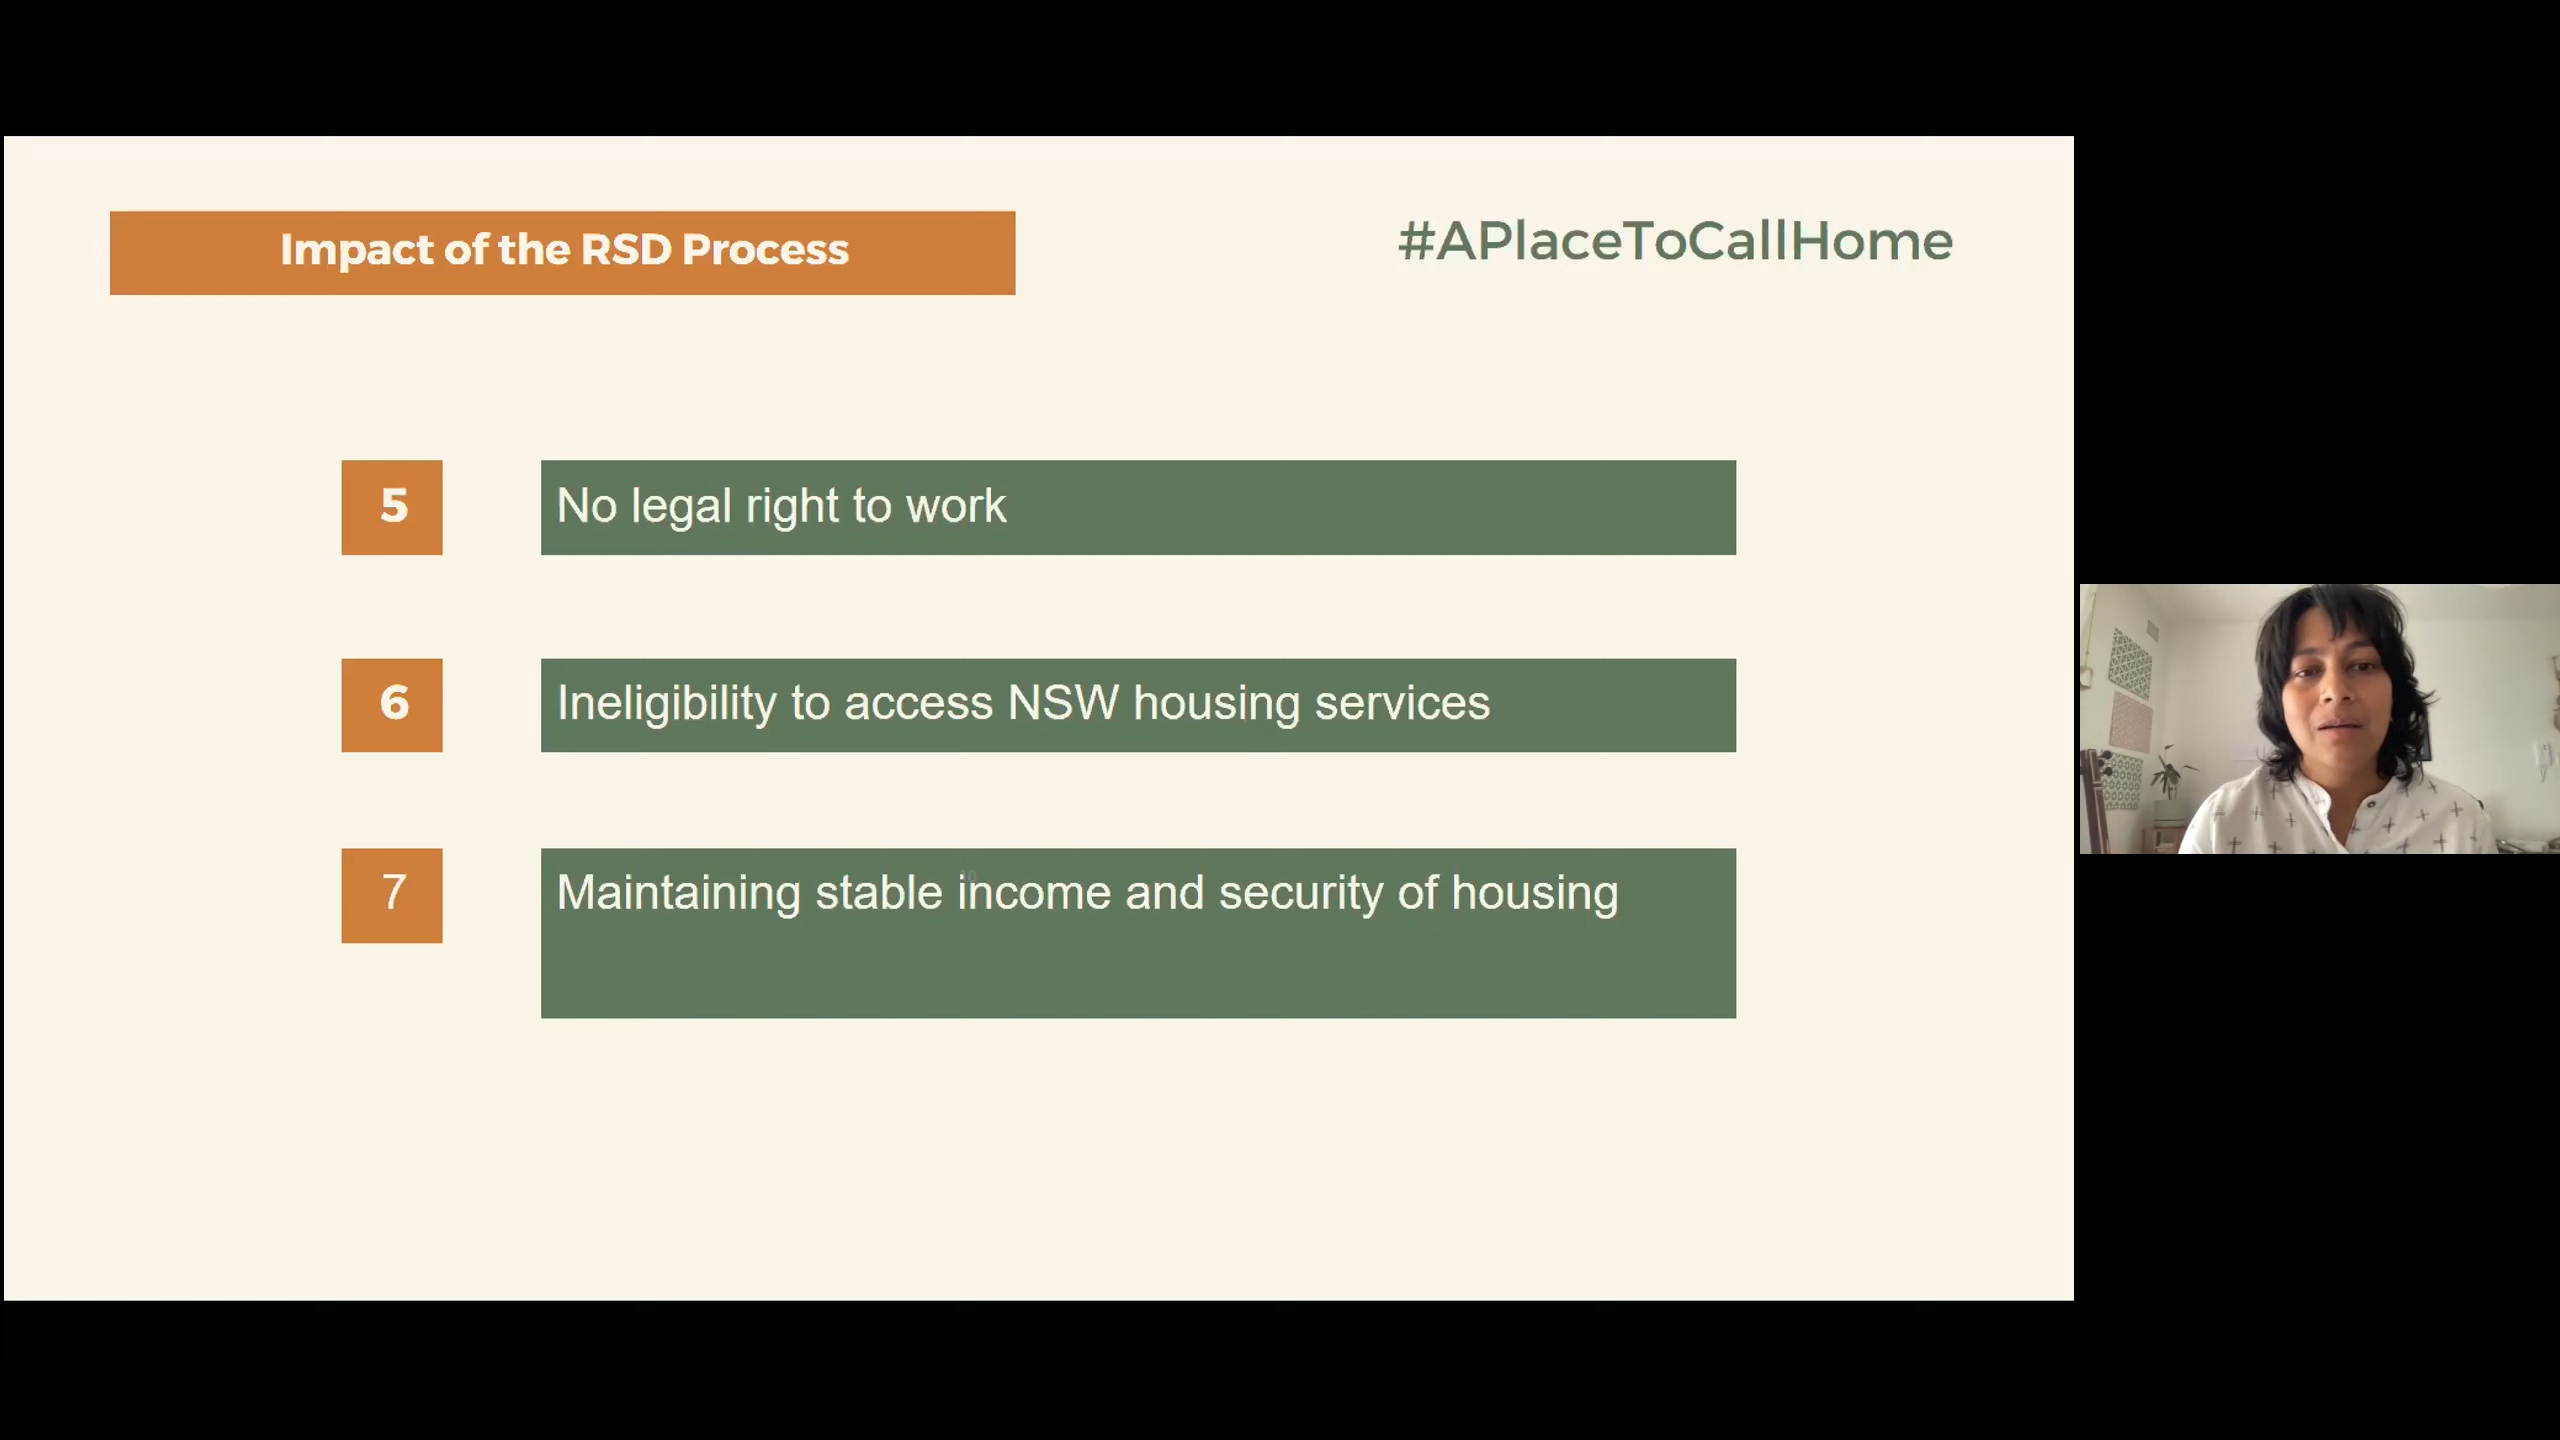 Impact of the RSD Process
#APlaceToCallHome
5
No legal right to work
6
Ineligibility to access NSW housing services
7
Maintaining stable income and security of housing